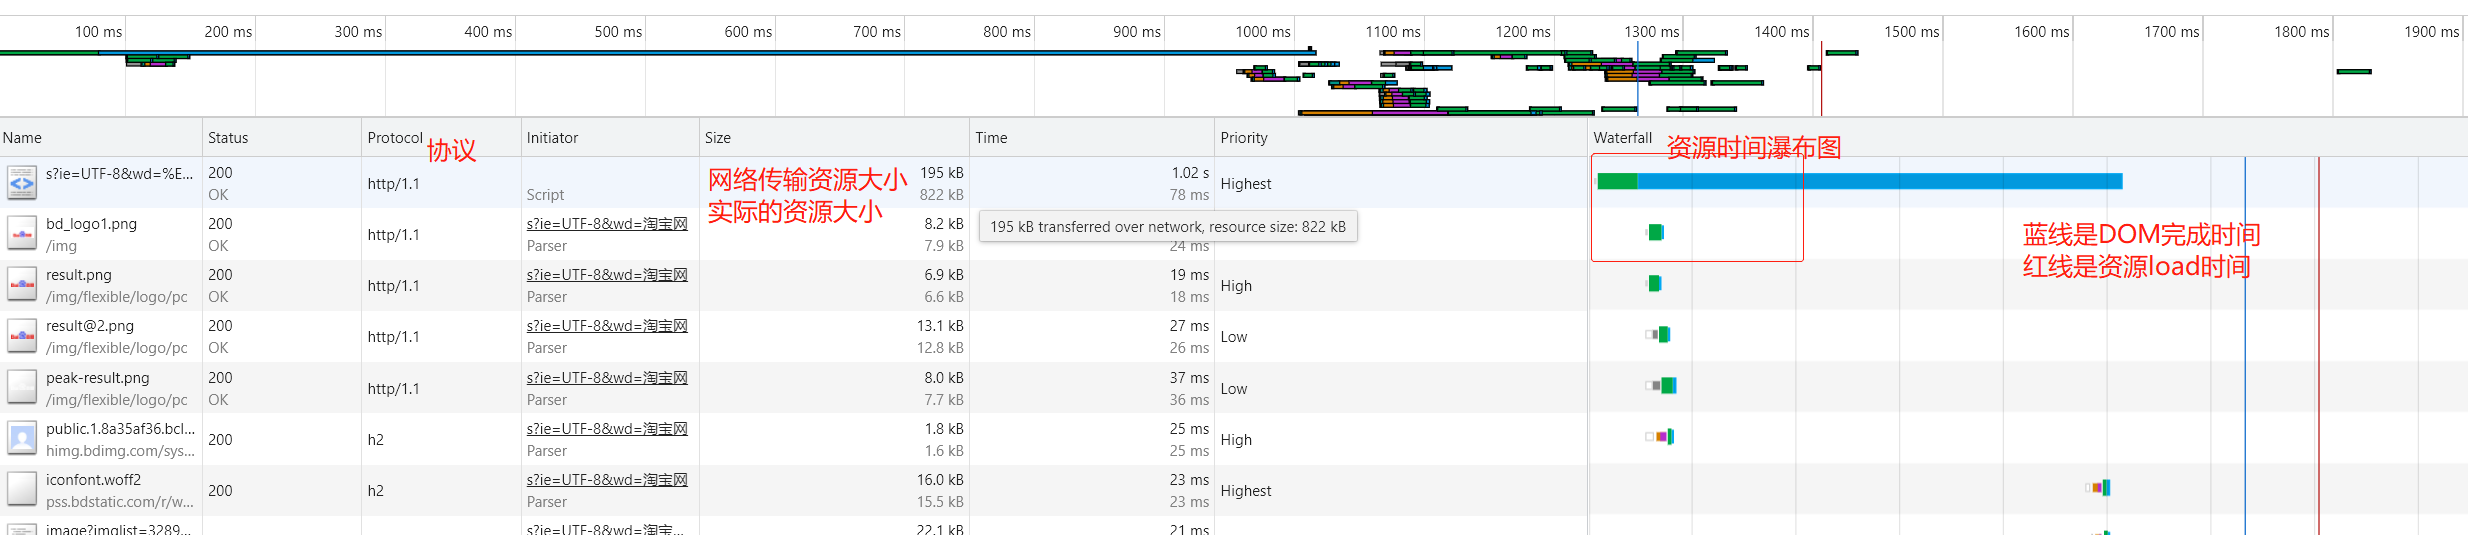 100 ms 200 ms 300 ms 400 ms 500 ms 600 ms 700 ms 800 ms 900 ms 1000 ms 1100 ms 1200 ms 1300 ms 1400 ms 1500 ms 1600 ms 1700 ms 1800 ms 1900 ms
Name Status Protocol Initiator Size Time Priority Waterfall
协议
资源时间瀑布图
s?ie=UTF-8&wd=%E... 200 http/1.1 195 kB 1.02 s Highest
OK Script 822 kB 78 ms
网络传输资源大小
实际的资源大小
bd_logo1.png 200 http/1.1 s?ie=UTF-8&wd=淘宝网 8.2 kB
/img OK Parser 7.9 kB 24 ms
195 kB transferred over network, resource size: 822 kB
蓝线是DOM完成时间
红线是资源load时间
result.png 200 http/1.1 s?ie=UTF-8&wd=淘宝网 6.9 kB 19 ms High
/img/flexible/logo/pc OK Parser 6.6 kB 18 ms
result@2.png 200 http/1.1 s?ie=UTF-8&wd=淘宝网 13.1 kB 27 ms Low
/img/flexible/logo/pc OK Parser 12.8 kB 26 ms
peak-result.png 200 http/1.1 s?ie=UTF-8&wd=淘宝网 8.0 kB 37 ms Low
/img/flexible/logo/pc OK Parser 7.7 kB 36 ms
public.1.8a35af36.bcl... 200 h2 s?ie=UTF-8&wd=淘宝网 1.8 kB 25 ms High
himg.bdimg.com/sys... Parser 1.6 kB 25 ms
iconfont.woff2 200 h2 s?ie=UTF-8&wd=淘宝网 16.0 kB 23 ms Highest
pss.bdstatic.com/r/w... Parser 15.5 kB 23 ms
image?imglist=3289... s?ie=UTF-8&wd=淘宝... 22.1 kB 21 ms